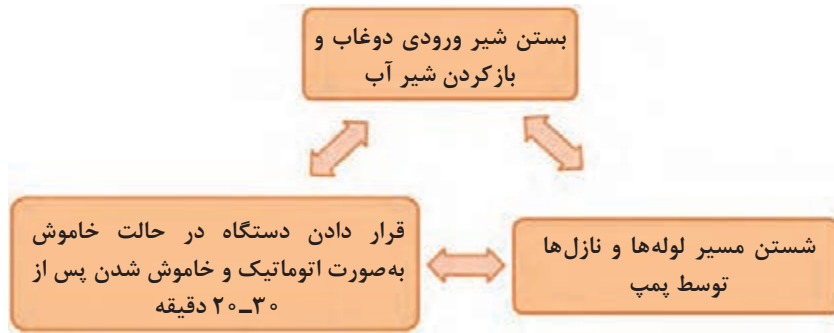 بستن شیر ورودی دوغاب و
بازکردن شیر آب
شستن مسیر لوله‌ها و نازل‌ها
توسط پمپ
قرار دادن دستگاه در حالت خاموش
به‌صورت اتوماتیک و خاموش شدن پس از
۳۰ـ۲۰ دقیقه